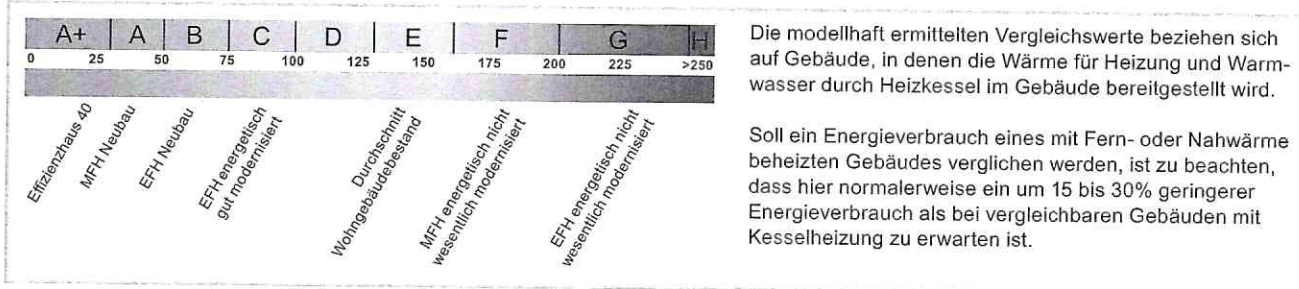 A+ A B C D E F G H
0 25 50 75 100 125 150 175 200 225 >250
Effizienzhaus 40
MFH Neubau
EFH Neubau
EFH energetisch
gut modernisiert
Durchschnitt
Wohngebäudebestand
MFH energetisch nicht
wesentlich modernisiert
EFH energetisch nicht
wesentlich modernisiert
Die modellhaft ermittelten Vergleichswerte beziehen sich
auf Gebäude, in denen die Wärme für Heizung und Warm-
wasser durch Heizkessel im Gebäude bereitgestellt wird.
Soll ein Energieverbrauch eines mit Fern- oder Nahwärme
beheizten Gebäudes verglichen werden, ist zu beachten,
dass hier normalerweise ein um 15 bis 30% geringerer
Energieverbrauch als bei vergleichbaren Gebäuden mit
Kesselheizung zu erwarten ist.